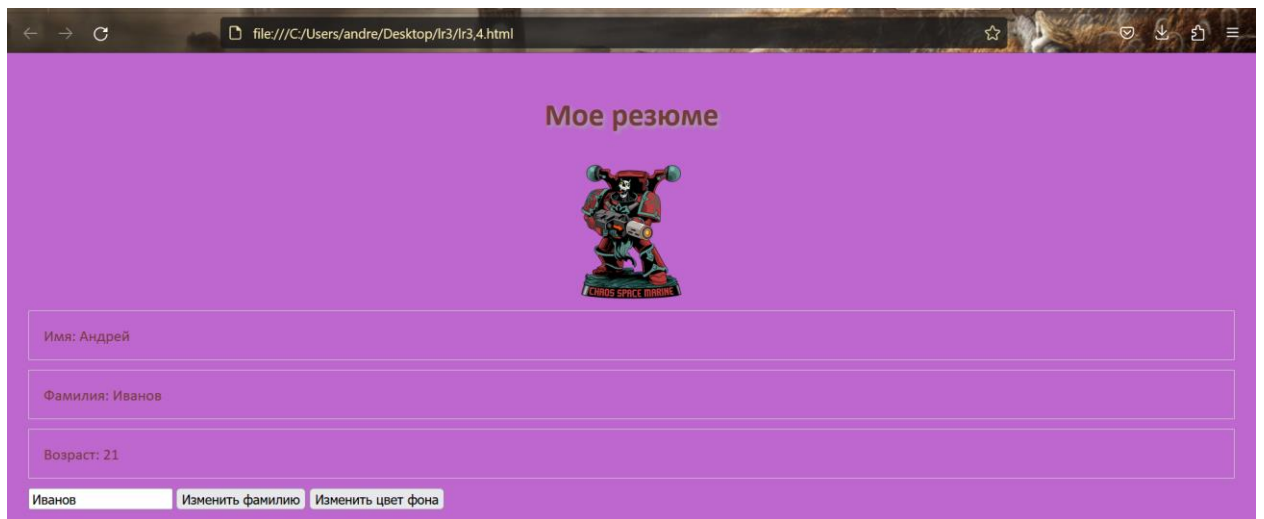 file:///C:/Users/andre/Desktop/lr3/lr3,4.html
Мое резюме
CHAOS SPACE MARINE
Имя: Андрей
Фамилия: Иванов
Возраст: 21
Иванов Изменить фамилию Изменить цвет фона